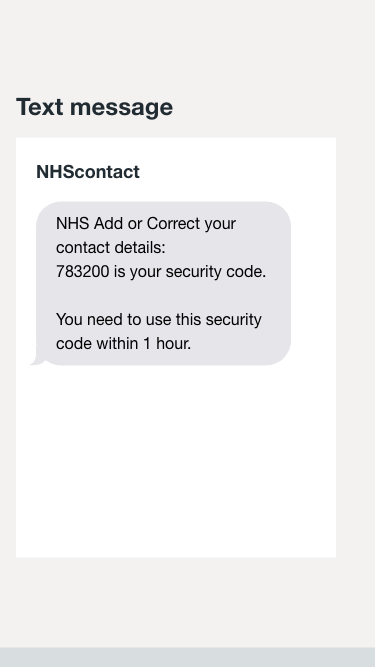 Text message
NHScontact
NHS Add or Correct your
contact details:
783200 is your security code.
You need to use this security
code within 1 hour.